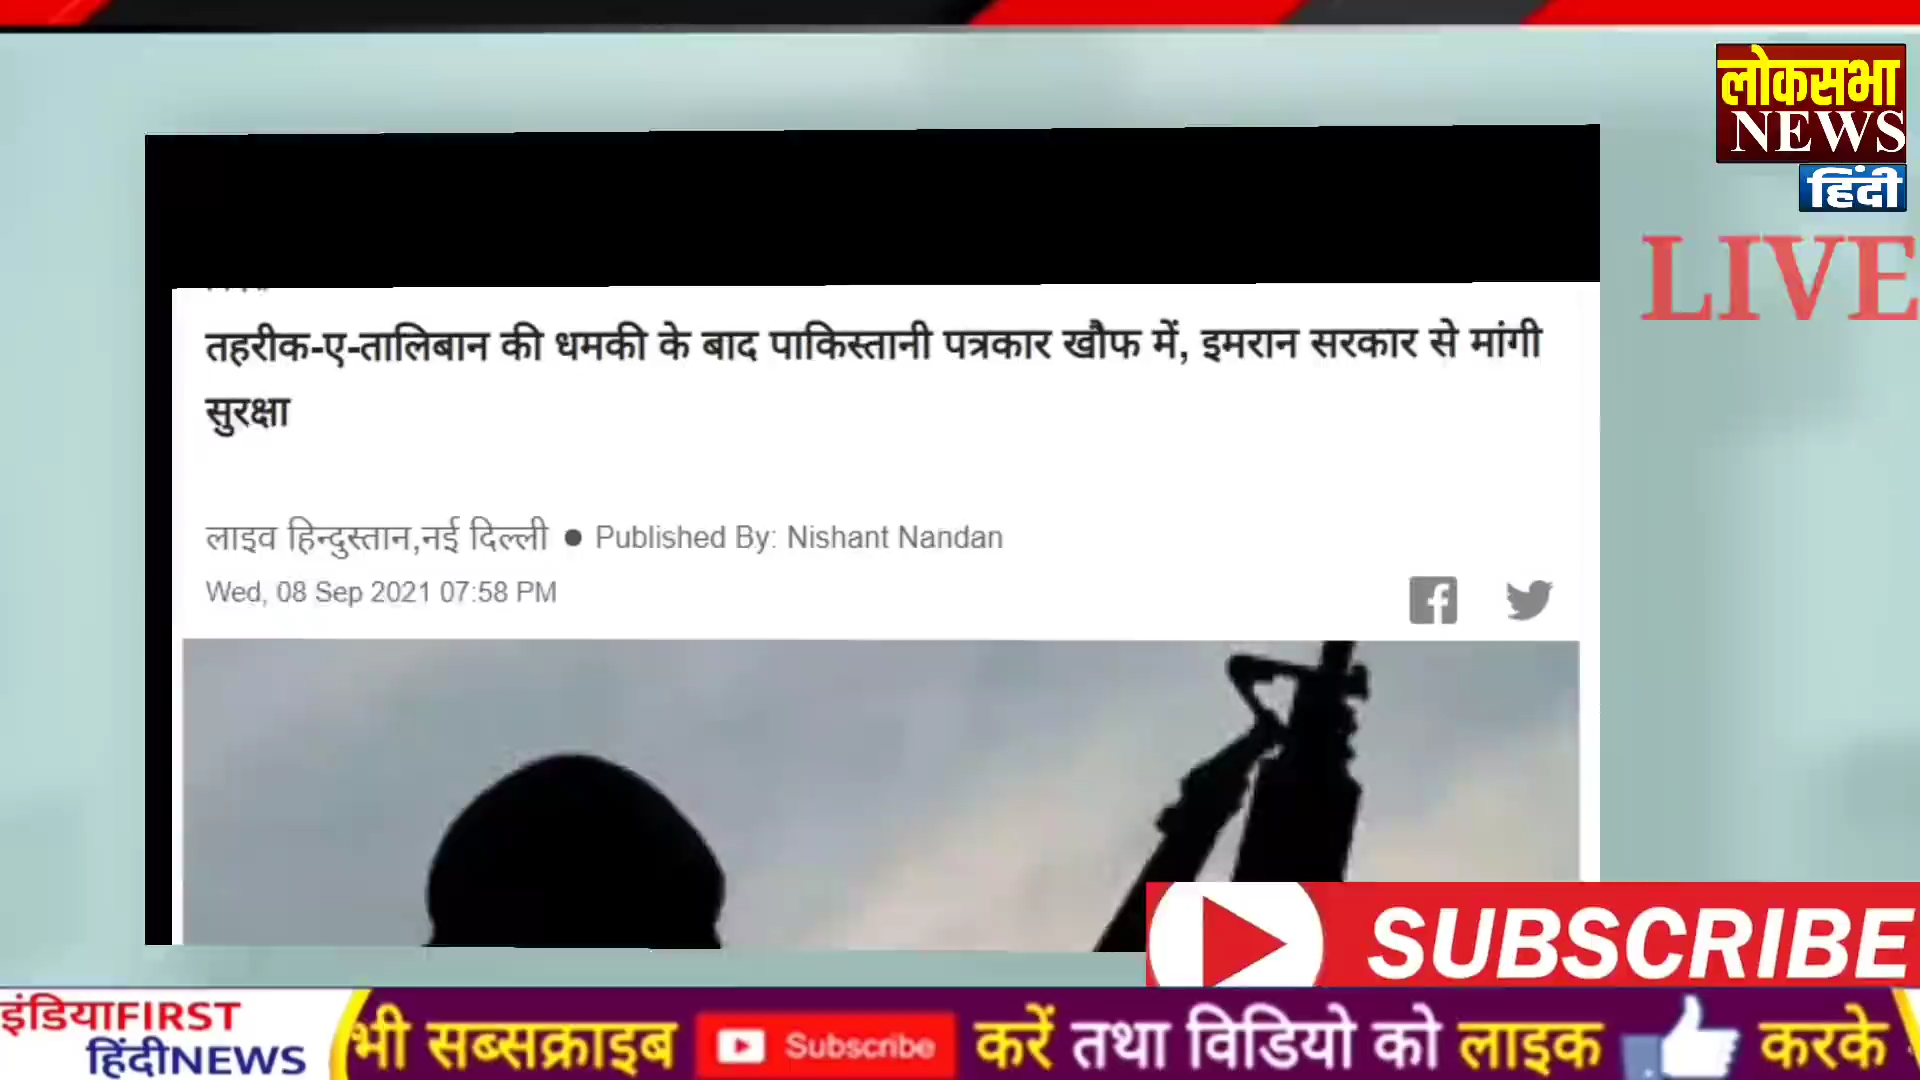 लोकसभा
NEWS
हिंदी
LIVE
तहरीक-ए-तालिबान की धमकी के बाद पाकिस्तानी पत्रकार खौफ में, इमरान सरकार से मांगी
सुरक्षा
लाइव हिन्दुस्तान,नई दिल्ली ● Published By: Nishant Nandan
Wed, 08 Sep 2021 07:58 PM
SUBSCRIBE
इंडियाFIRST
हिंदीNEWS
भी सब्सक्राइब Subscribe करें तथा विडियो को लाइक करके